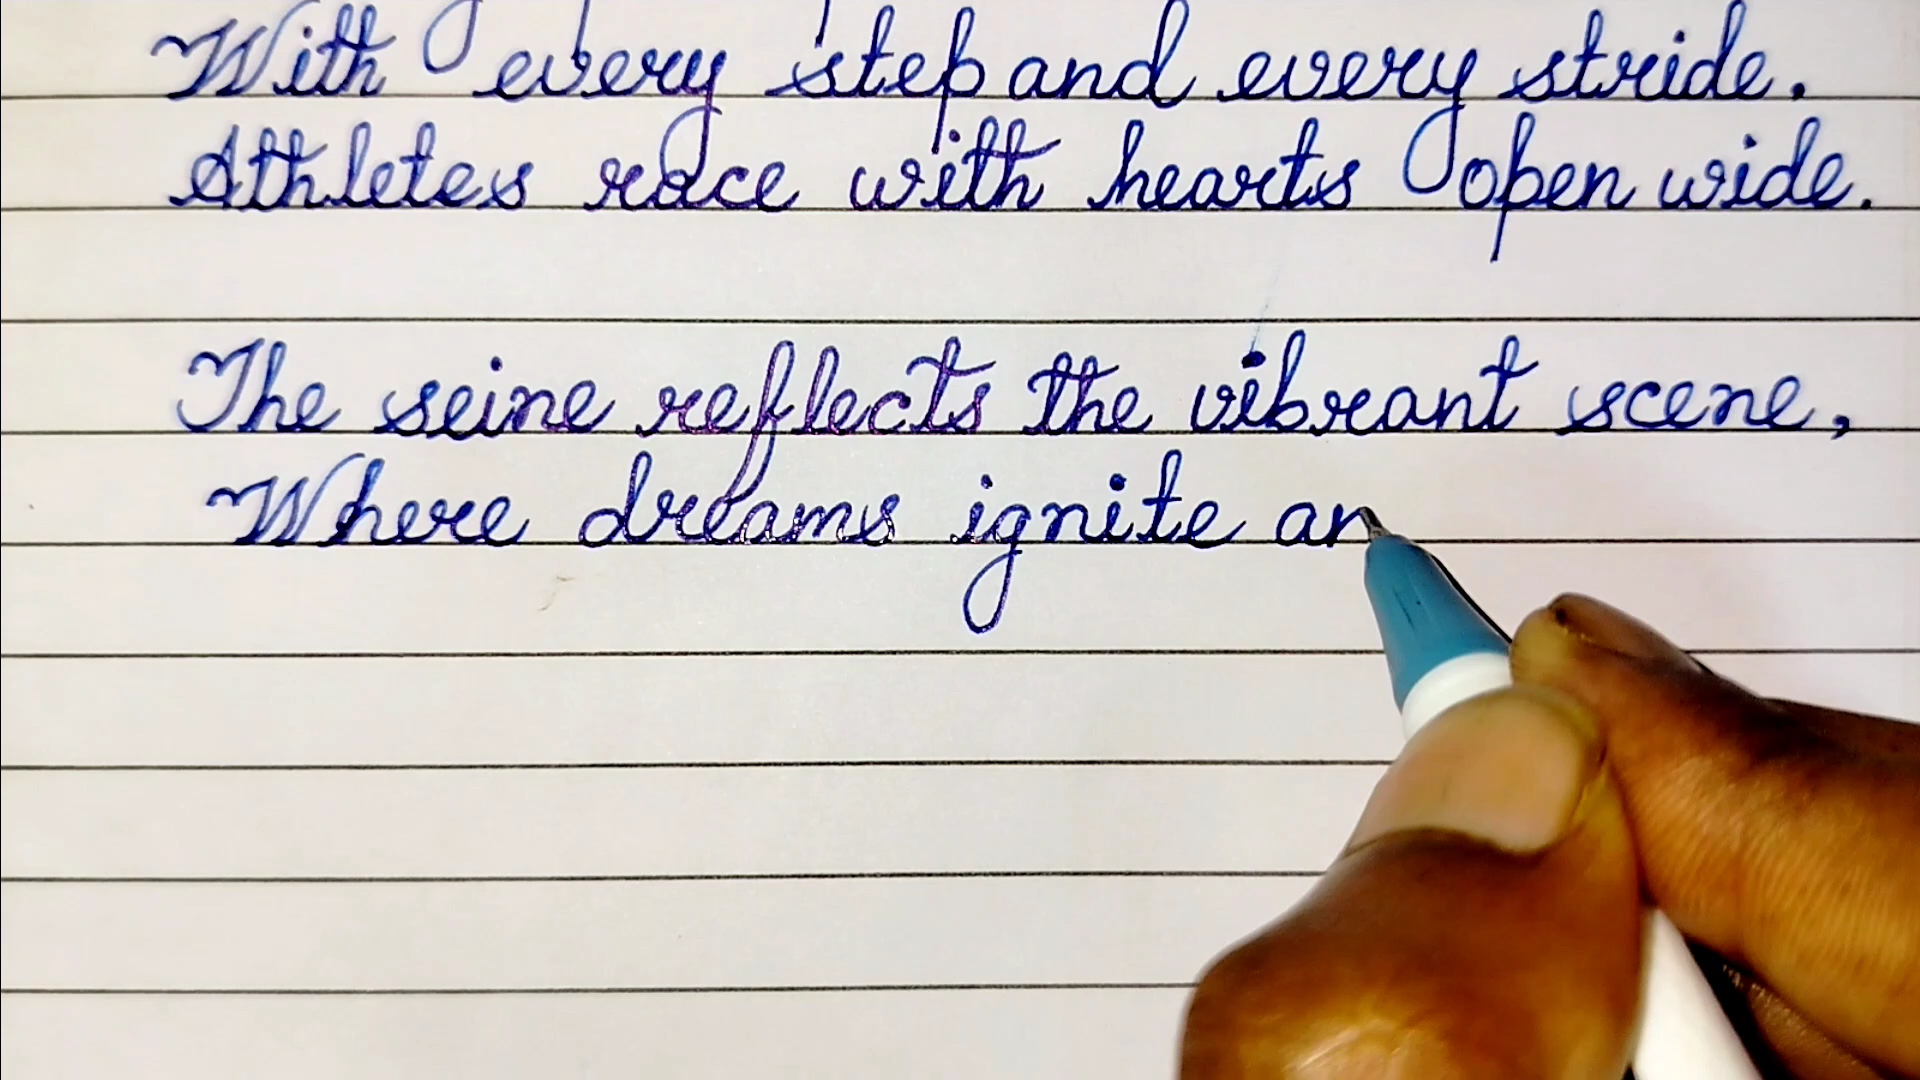 With every step and every stride.
Athletes race with hearts open wide.
The seine reflects the vibrant scene,
Where dreams ignite an